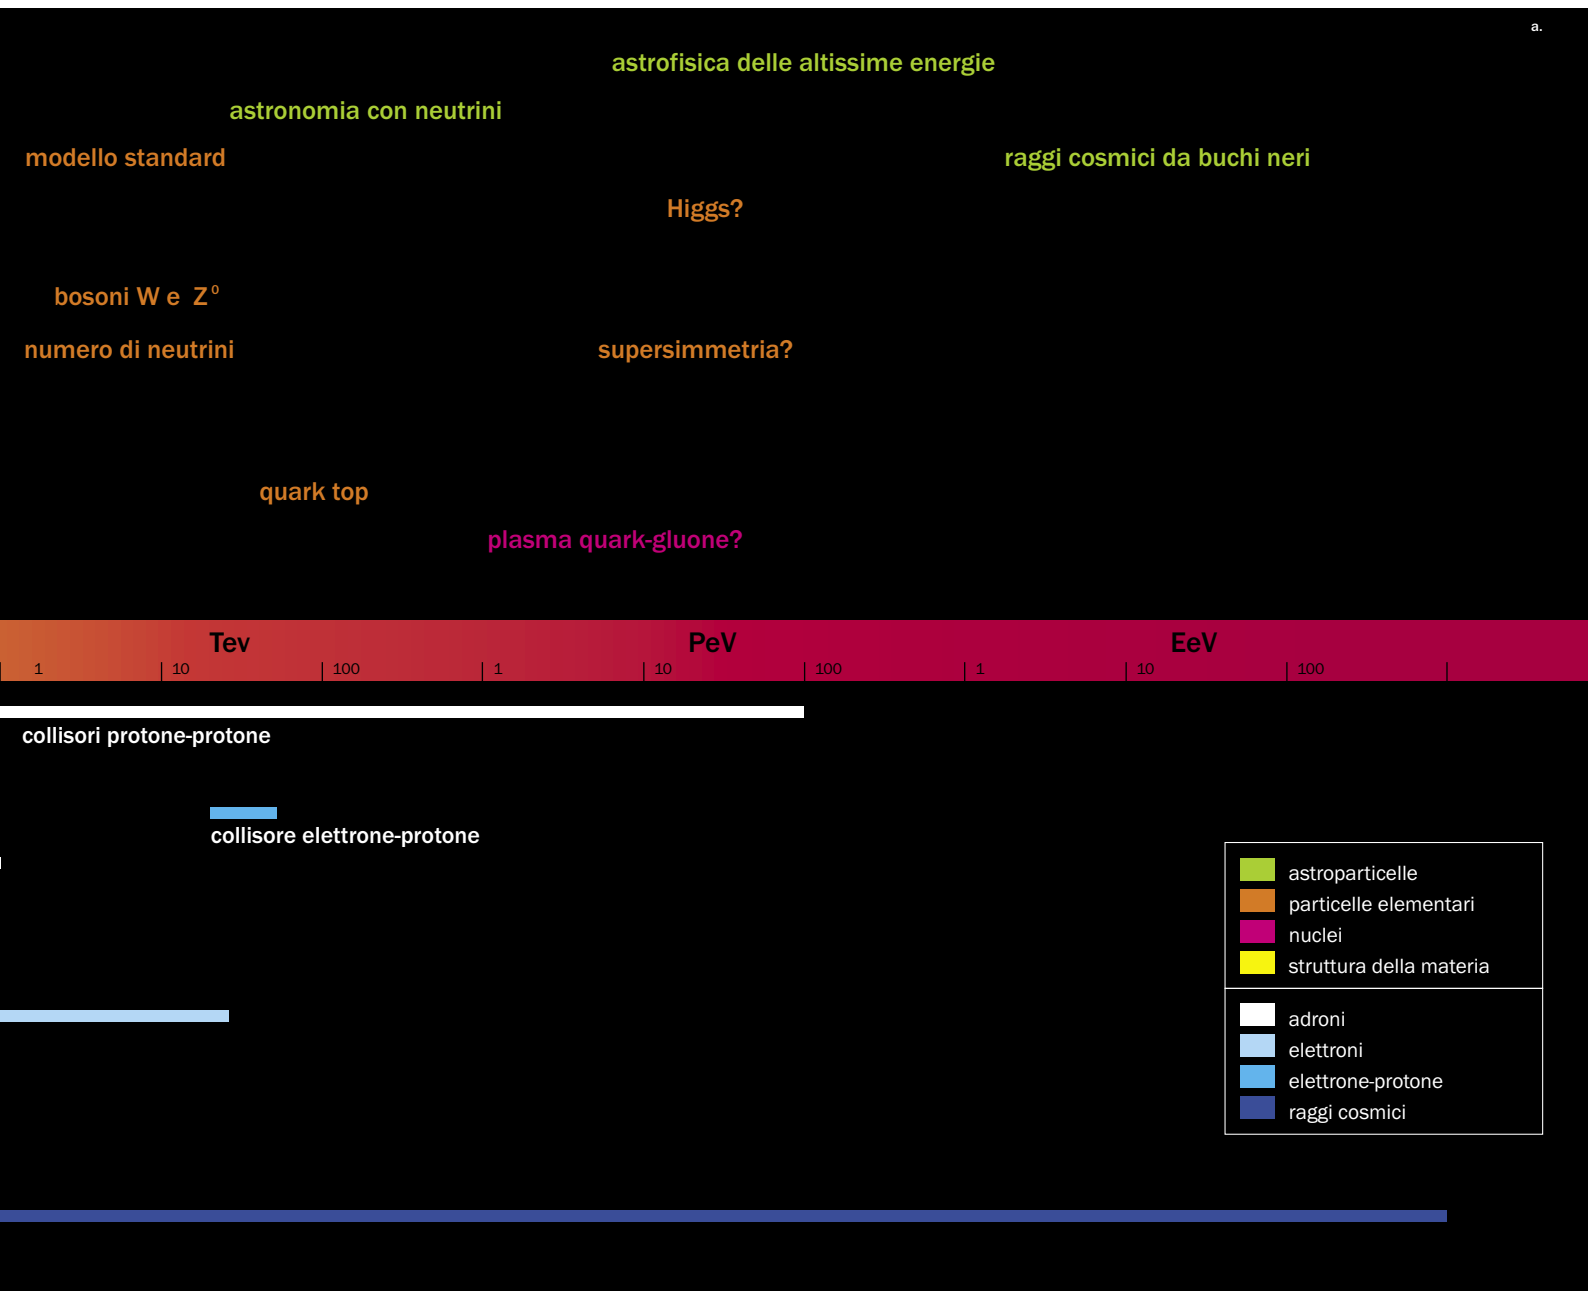 a.
astrofisica delle altissime energie
astronomia con neutrini
modello standard
raggi cosmici da buchi neri
Higgs?
bosoni W e Z⁰
numero di neutrini
supersimmetria?
quark top
plasma quark-gluone?
Tev
PeV
EeV
1 10 100 1 10 100 1 10 100
collisori protone-protone
collisore elettrone-protone
astroparticelle
particelle elementari
nuclei
struttura della materia
adroni
elettroni
elettrone-protone
raggi cosmici